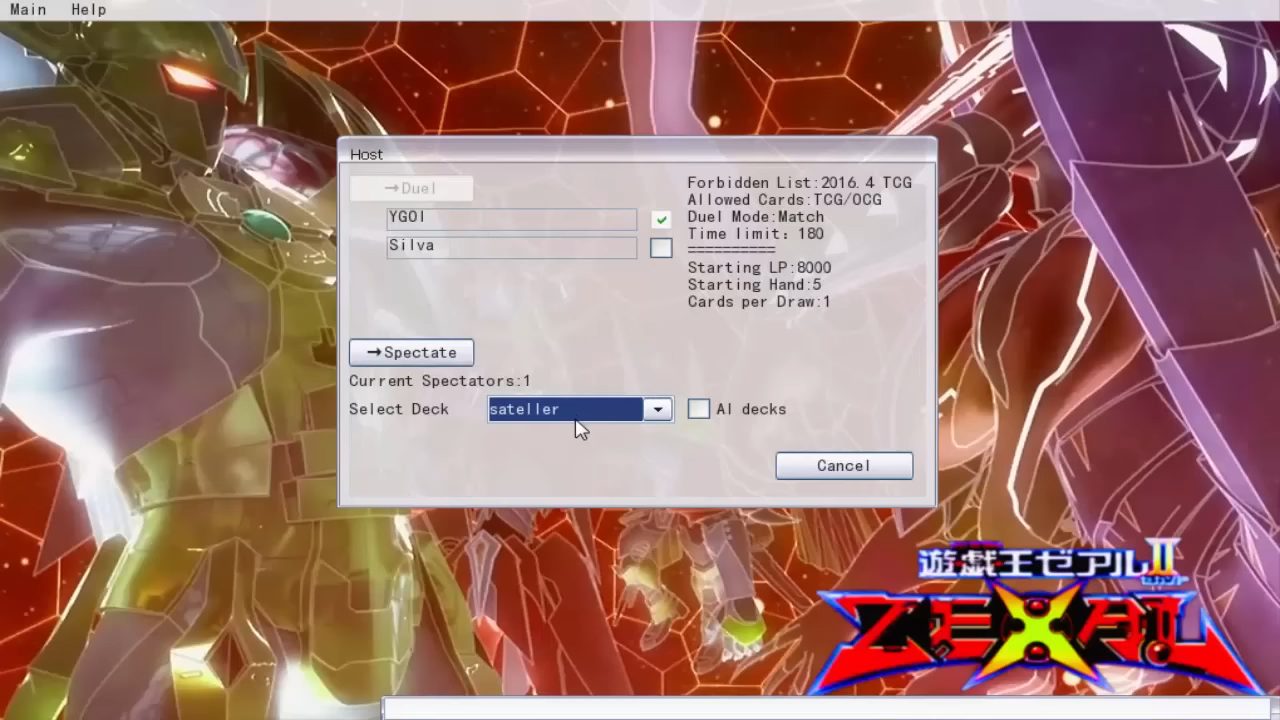 Main Help
Host
→Duel
YGOI
Silva
Forbidden List:2016.4 TCG
Allowed Cards:TCG/OCG
Duel Mode:Match
Time limit: 180
==========
Starting LP:8000
Starting Hand:5
Cards per Draw:1
→Spectate
Current Spectators:1
Select Deck sateller AI decks
Cancel
遊戯王ゼアルII
セカンド
ZEXAL